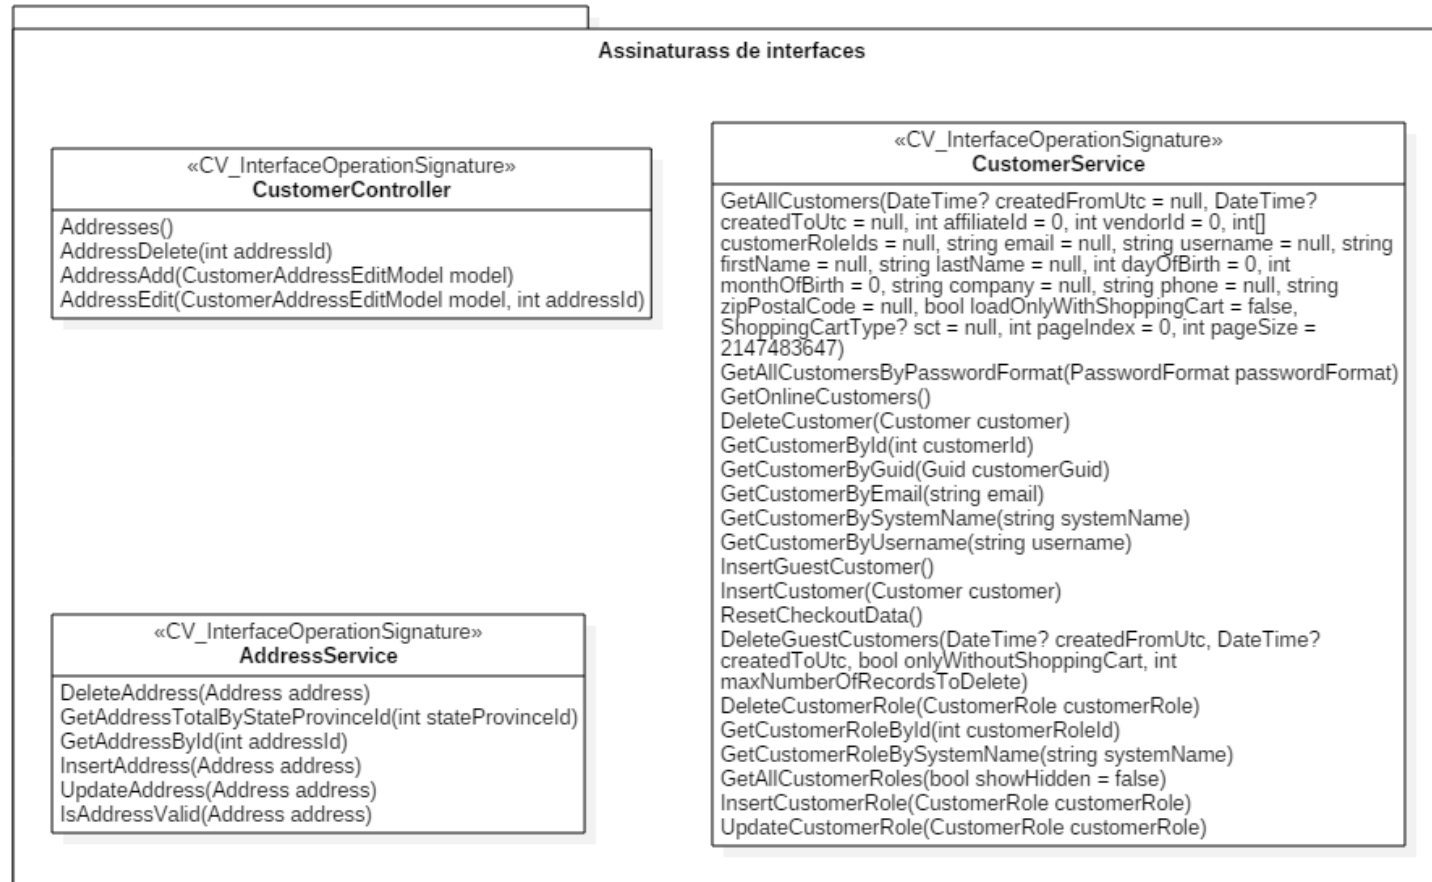 Assinaturass de interfaces
«CV_InterfaceOperationSignature»
CustomerController
Addresses()
AddressDelete(int addressId)
AddressAdd(CustomerAddressEditModel model)
AddressEdit(CustomerAddressEditModel model, int addressId)
«CV_InterfaceOperationSignature»
AddressService
DeleteAddress(Address address)
GetAddressTotalByStateProvinceId(int stateProvinceId)
GetAddressById(int addressId)
InsertAddress(Address address)
UpdateAddress(Address address)
IsAddressValid(Address address)
«CV_InterfaceOperationSignature»
CustomerService
GetAllCustomers(DateTime? createdFromUtc = null, DateTime?
createdToUtc = null, int affiliateId = 0, int vendorId = 0, int[]
customerRoleIds = null, string email = null, string username = null, string
firstName = null, string lastName = null, int dayOfBirth = 0, int
monthOfBirth = 0, string company = null, string phone = null, string
zipPostalCode = null, bool loadOnlyWithShoppingCart = false,
ShoppingCartType? sct = null, int pageIndex = 0, int pageSize =
2147483647)
GetAllCustomersByPasswordFormat(PasswordFormat passwordFormat)
GetOnlineCustomers()
DeleteCustomer(Customer customer)
GetCustomerById(int customerId)
GetCustomerByGuid(Guid customerGuid)
GetCustomerByEmail(string email)
GetCustomerBySystemName(string systemName)
GetCustomerByUsername(string username)
InsertGuestCustomer()
InsertCustomer(Customer customer)
ResetCheckoutData()
DeleteGuestCustomers(DateTime? createdFromUtc, DateTime?
createdToUtc, bool onlyWithoutShoppingCart, int
maxNumberOfRecordsToDelete)
DeleteCustomerRole(CustomerRole customerRole)
GetCustomerRoleById(int customerRoleId)
GetCustomerRoleBySystemName(string systemName)
GetAllCustomerRoles(bool showHidden = false)
InsertCustomerRole(CustomerRole customerRole)
UpdateCustomerRole(CustomerRole customerRole)